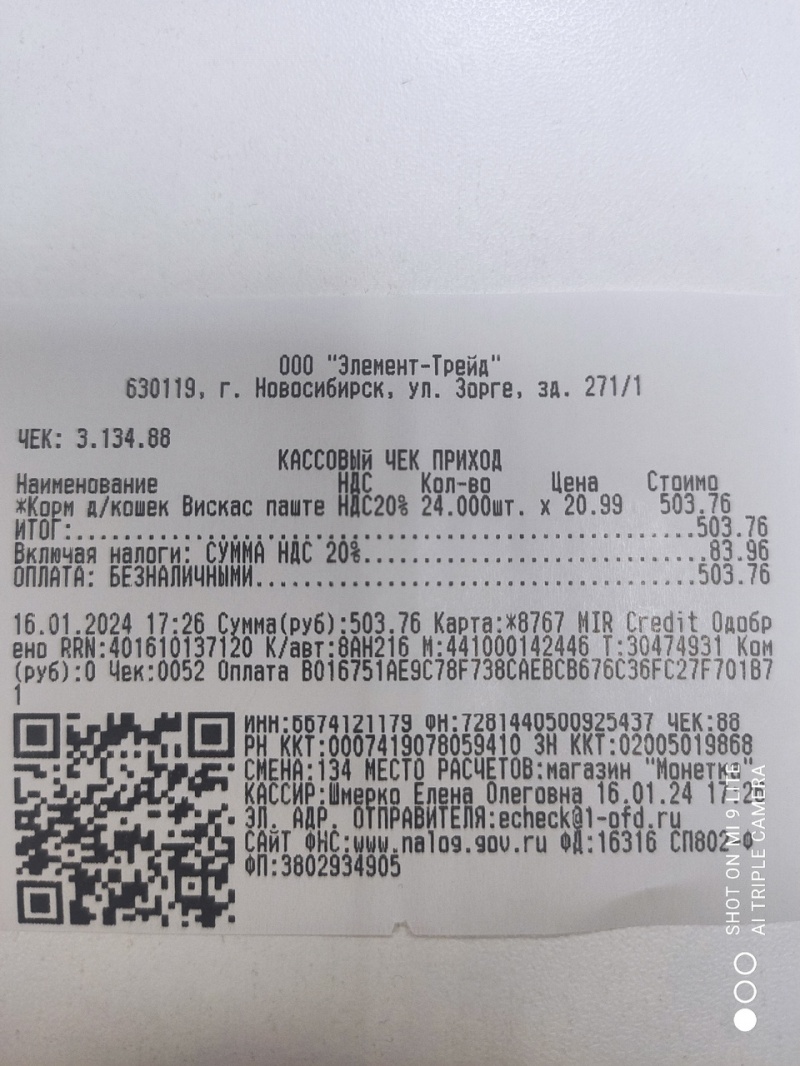 ООО "Элемент-Трейд"
630119, г. Новосибирск, ул. Зорге, зд. 271/1
ЧЕК: 3.134.88
КАССОВЫЙ ЧЕК ПРИХОД
Наименование НДС Кол-во Цена Стоимо
*Корм д/кошек Вискас паште НДС20% 24.000шт. х 20.99 503.76
ИТОГ:..................................................503.76
Включая налоги: СУММА НДС 20%..........................83.96
ОПЛАТА: БЕЗНАЛИЧНЫМИ...................................503.76
16.01.2024 17:26 Сумма(руб):503.76 Карта:*8767 MIR Credit Одобр
ено RRN:401610137120 К/авт:8АН216 М:441000142446 Т:30474931 Ком
(руб):0 Чек:0052 Оплата B016751AE9C78F738CAEBCB676C36FC27F701B7
1
ИНН:6674121179 ФН:7281440500925437 ЧЕК:88
РН ККТ:0007419078059410 ЗН ККТ:02005019868
СМЕНА:134 МЕСТО РАСЧЕТОВ:магазин "Монетка"
КАССИР:Шмерко Елена Олеговна 16.01.24 17:26
ЭЛ. АДР. ОТПРАВИТЕЛЯ:echeck@1-ofd.ru
САЙТ ФНС:www.nalog.gov.ru ФД:16316 СП802-Ф
ФП:3802934905
SHOT ON MI 9 LITE
AI TRIPLE CAMERA